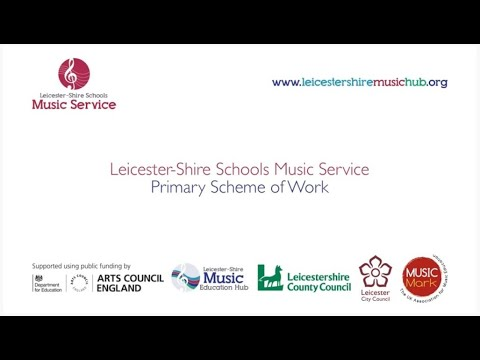 Leicester-Shire Schools
Music Service
www.leicestershiremusichub.org
Leicester-Shire Schools Music Service
Primary Scheme of Work
Supported using public funding by
Department
for Education
ARTS COUNCIL
ENGLAND
Leicester-Shire
Music
Education Hub
Leicestershire
County Council
Leicester
City Council
MUSIC
Mark